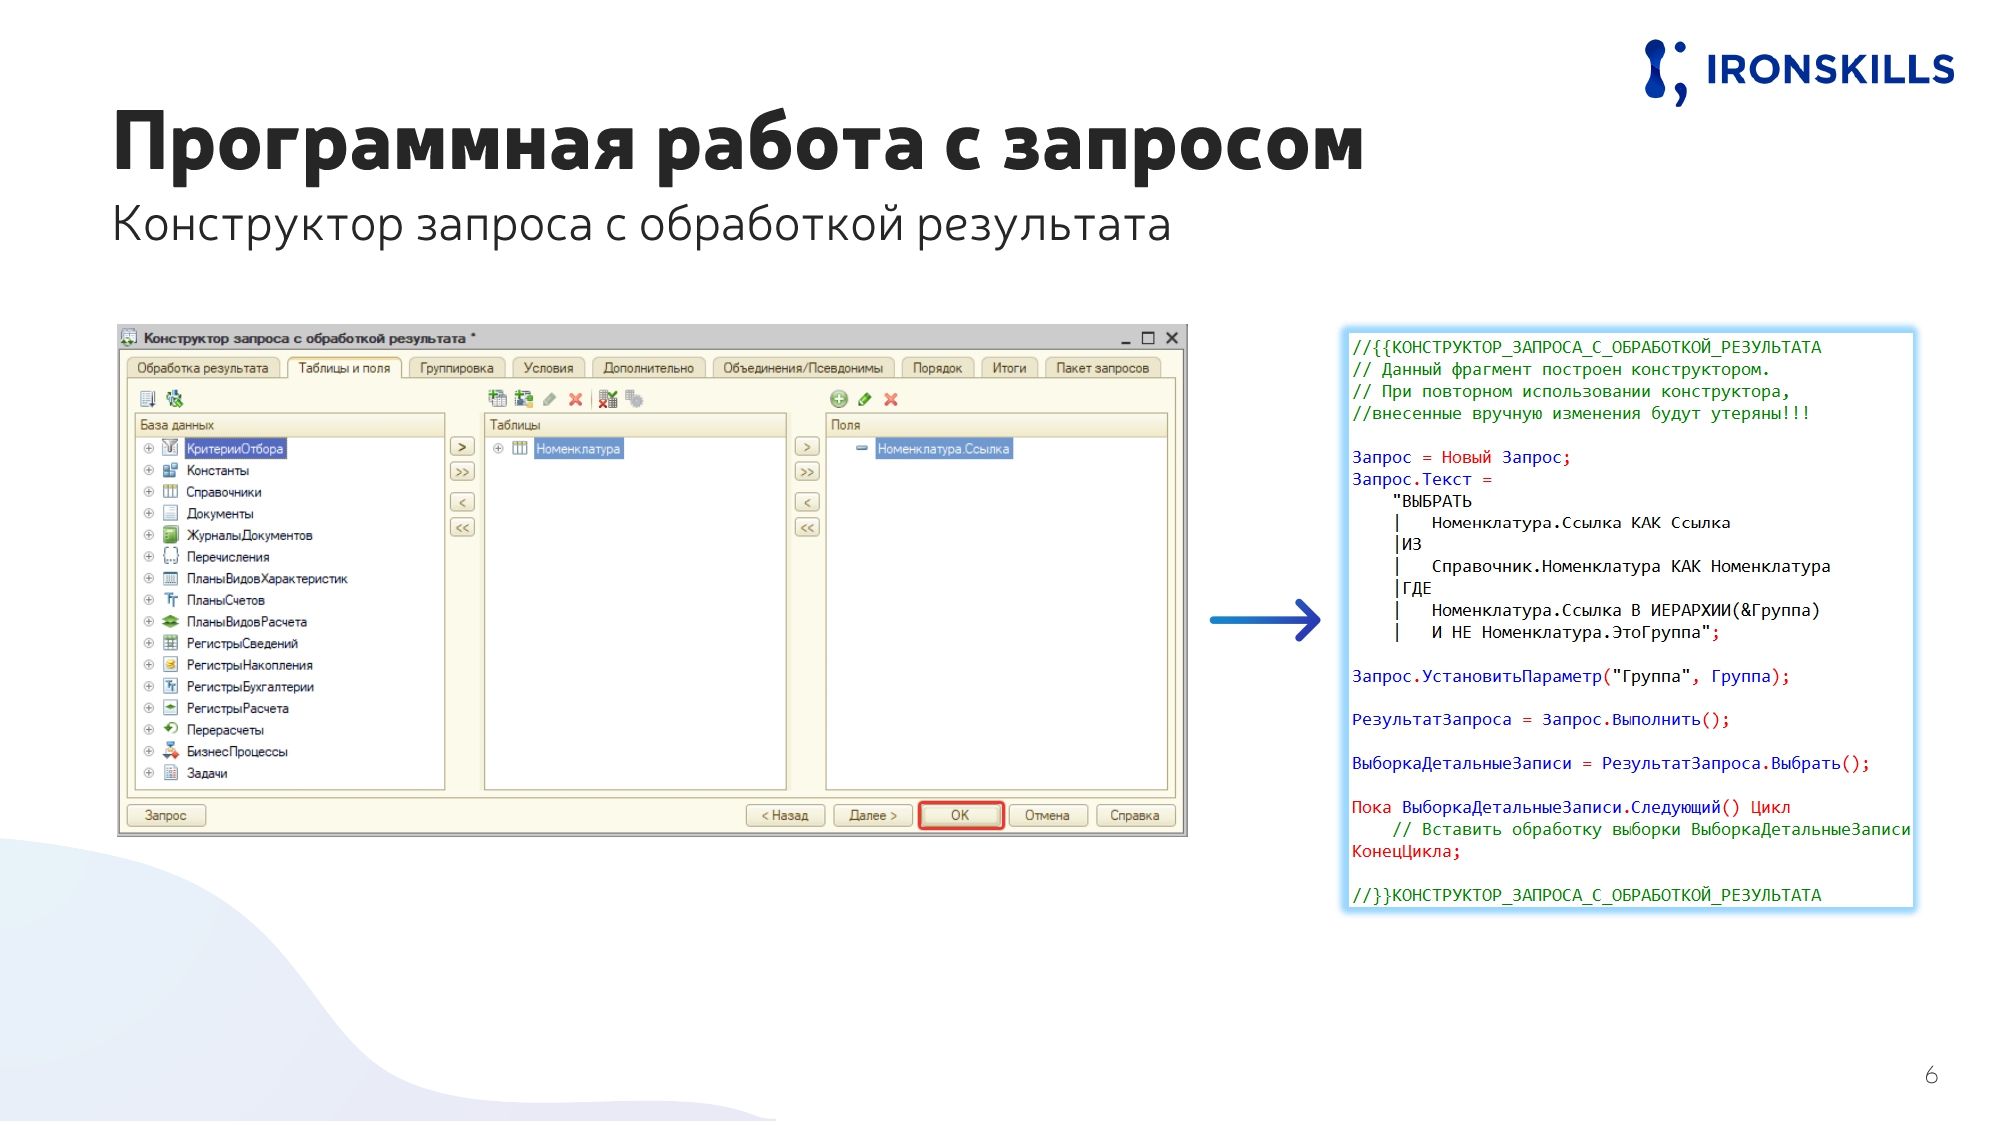 IRONSKILLS
Программная работа с запросом
Конструктор запроса с обработкой результата
Конструктор запроса с обработкой результата *
Обработка результата Таблицы и поля Группировка Условия Дополнительно Объединения/Псевдонимы Порядок Итоги Пакет запросов
База данных
КритерииОтбора
Константы
Справочники
Документы
ЖурналыДокументов
Перечисления
ПланыВидовХарактеристик
ПланыСчетов
ПланыВидовРасчета
РегистрыСведений
РегистрыНакопления
РегистрыБухгалтерии
РегистрыРасчета
Перерасчеты
БизнесПроцессы
Задачи
>
>>
<
<<
Таблицы
Номенклатура
>
>>
<
<<
Поля
Номенклатура.Ссылка
Запрос < Назад Далее > ОК Отмена Справка
//{{КОНСТРУКТОР_ЗАПРОСА_С_ОБРАБОТКОЙ_РЕЗУЛЬТАТА
// Данный фрагмент построен конструктором.
// При повторном использовании конструктора,
//внесенные вручную изменения будут утеряны!!!
Запрос = Новый Запрос;
Запрос.Текст =
"ВЫБРАТЬ
| Номенклатура.Ссылка КАК Ссылка
|ИЗ
| Справочник.Номенклатура КАК Номенклатура
|ГДЕ
| Номенклатура.Ссылка В ИЕРАРХИИ(&Группа)
| И НЕ Номенклатура.ЭтоГруппа";
Запрос.УстановитьПараметр("Группа", Группа);
РезультатЗапроса = Запрос.Выполнить();
ВыборкаДетальныеЗаписи = РезультатЗапроса.Выбрать();
Пока ВыборкаДетальныеЗаписи.Следующий() Цикл
// Вставить обработку выборки ВыборкаДетальныеЗаписи
КонецЦикла;
//}}КОНСТРУКТОР_ЗАПРОСА_С_ОБРАБОТКОЙ_РЕЗУЛЬТАТА
6